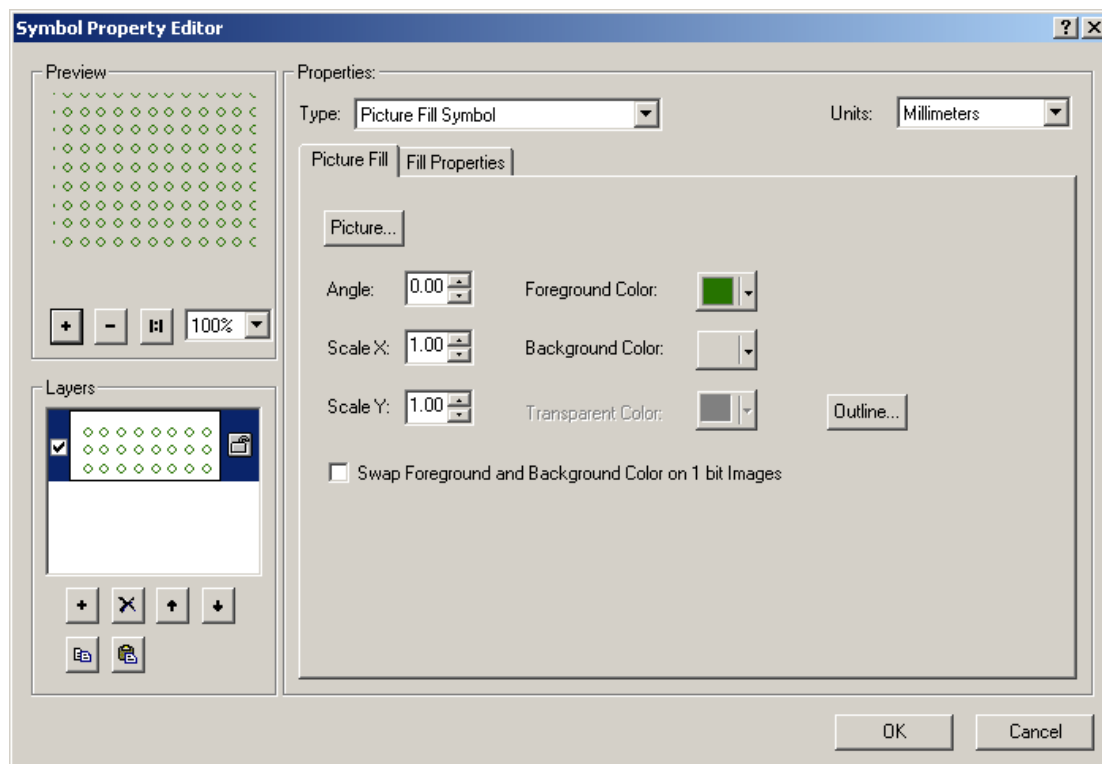 Symbol Property Editor
Preview
100%
Layers
Properties:
Type: Picture Fill Symbol Units: Millimeters
Picture Fill Fill Properties
Picture...
Angle: 0.00 Foreground Color:
Scale X: 1.00 Background Color:
Scale Y: 1.00 Transparent Color: Outline...
Swap Foreground and Background Color on 1 bit Images
OK Cancel